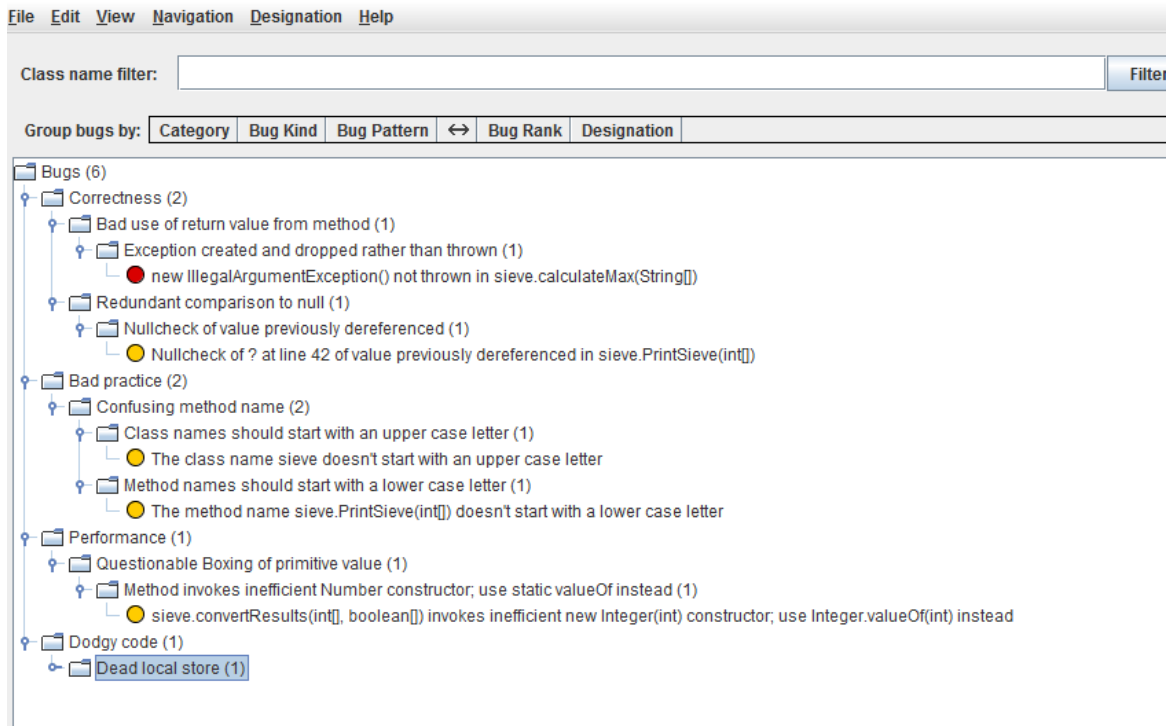 File Edit View Navigation Designation Help
Class name filter: Filter
Group bugs by: Category Bug Kind Bug Pattern ↔ Bug Rank Designation
Bugs (6)
Correctness (2)
Bad use of return value from method (1)
Exception created and dropped rather than thrown (1)
new IllegalArgumentException() not thrown in sieve.calculateMax(String[])
Redundant comparison to null (1)
Nullcheck of value previously dereferenced (1)
Nullcheck of ? at line 42 of value previously dereferenced in sieve.PrintSieve(int[])
Bad practice (2)
Confusing method name (2)
Class names should start with an upper case letter (1)
The class name sieve doesn't start with an upper case letter
Method names should start with a lower case letter (1)
The method name sieve.PrintSieve(int[]) doesn't start with a lower case letter
Performance (1)
Questionable Boxing of primitive value (1)
Method invokes inefficient Number constructor; use static valueOf instead (1)
sieve.convertResults(int[], boolean[]) invokes inefficient new Integer(int) constructor; use Integer.valueOf(int) instead
Dodgy code (1)
Dead local store (1)